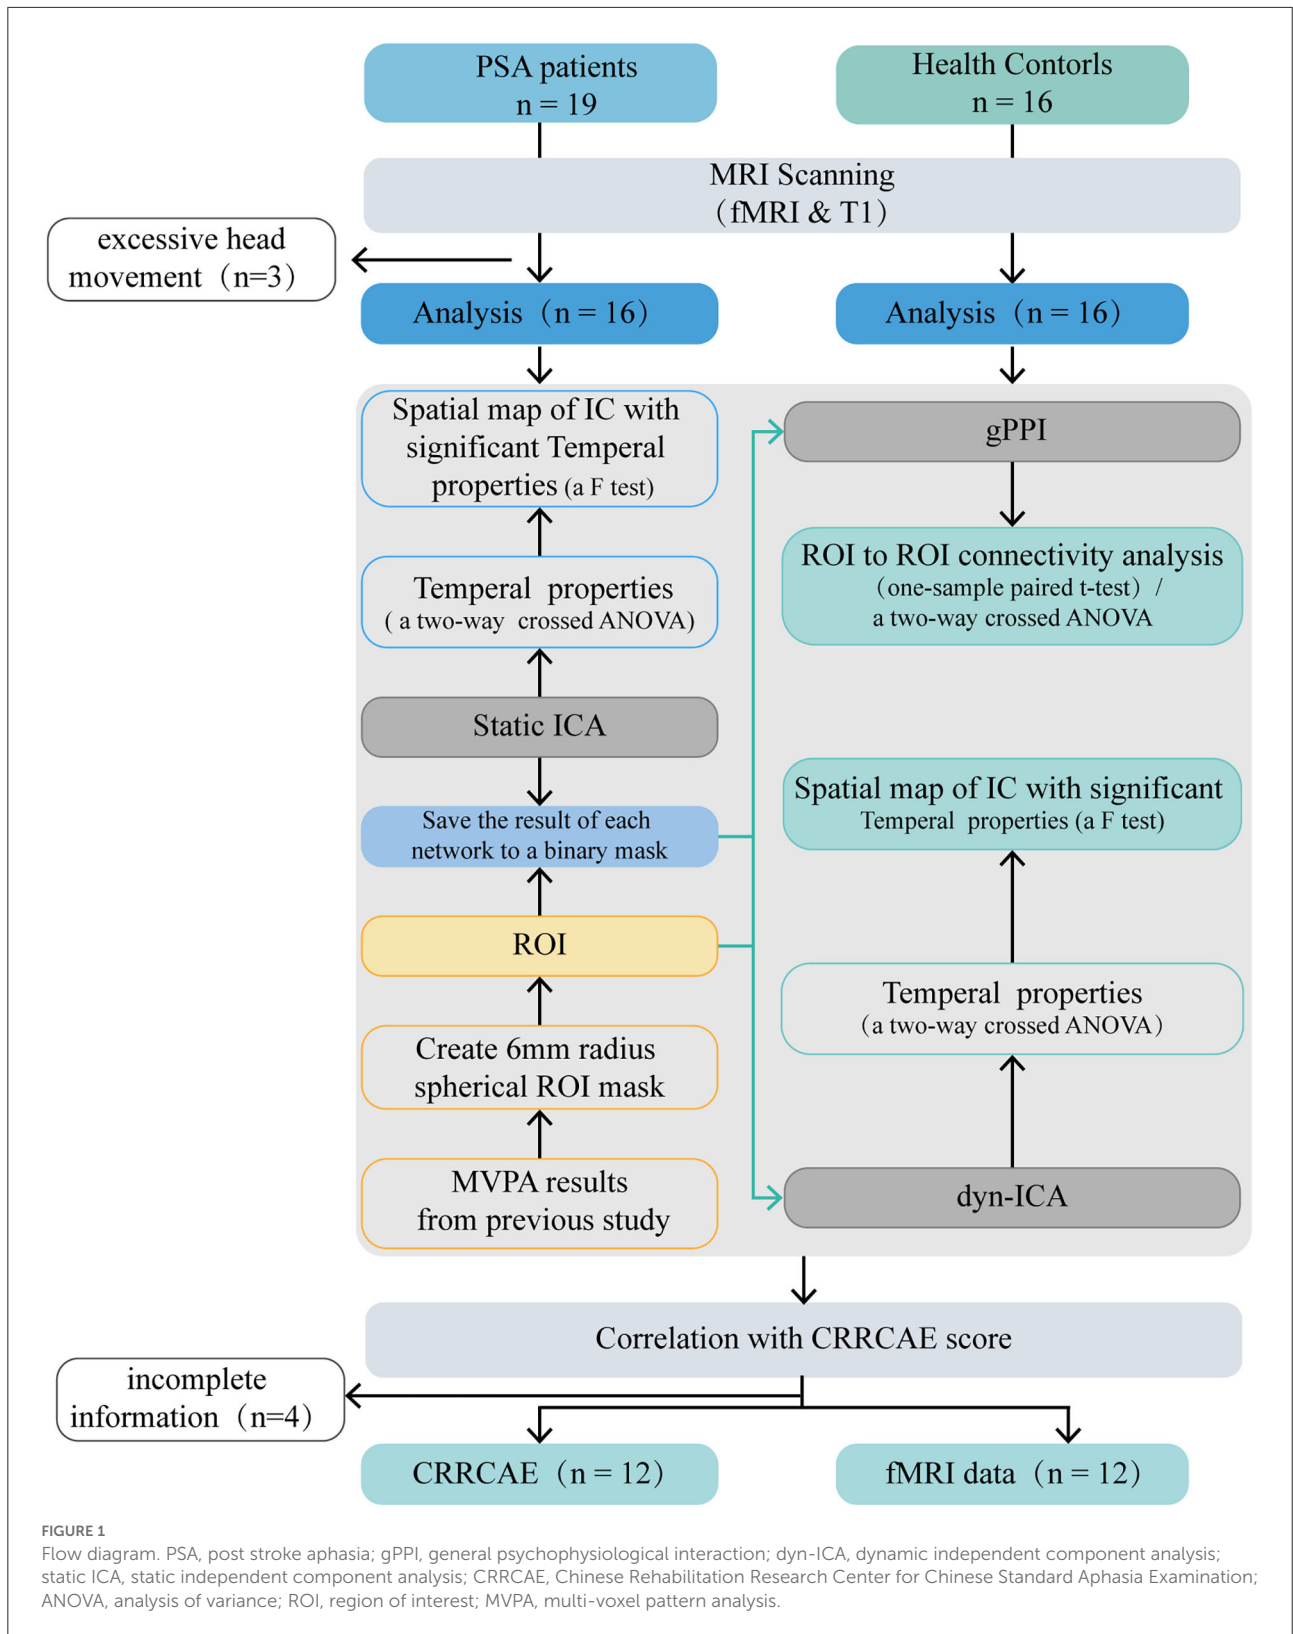 PSA patients
n = 19
Health Contorls
n = 16
MRI Scanning
(fMRI & T1)
excessive head
movement (n=3)
Analysis (n = 16)
Analysis (n = 16)
Spatial map of IC with
significant Temperal
properties (a F test)
gPPI
ROI to ROI connectivity analysis
(one-sample paired t-test) /
a two-way crossed ANOVA
Temperal properties
( a two-way crossed ANOVA)
Static ICA
Save the result of each
network to a binary mask
Spatial map of IC with significant
Temperal properties (a F test)
ROI
Temperal properties
(a two-way crossed ANOVA)
Create 6mm radius
spherical ROI mask
MVPA results
from previous study
dyn-ICA
Correlation with CRRCAE score
incomplete
information (n=4)
CRRCAE (n = 12)
fMRI data (n = 12)
FIGURE 1
Flow diagram. PSA, post stroke aphasia; gPPI, general psychophysiological interaction; dyn-ICA, dynamic independent component analysis;
static ICA, static independent component analysis; CRRCAE, Chinese Rehabilitation Research Center for Chinese Standard Aphasia Examination;
ANOVA, analysis of variance; ROI, region of interest; MVPA, multi-voxel pattern analysis.